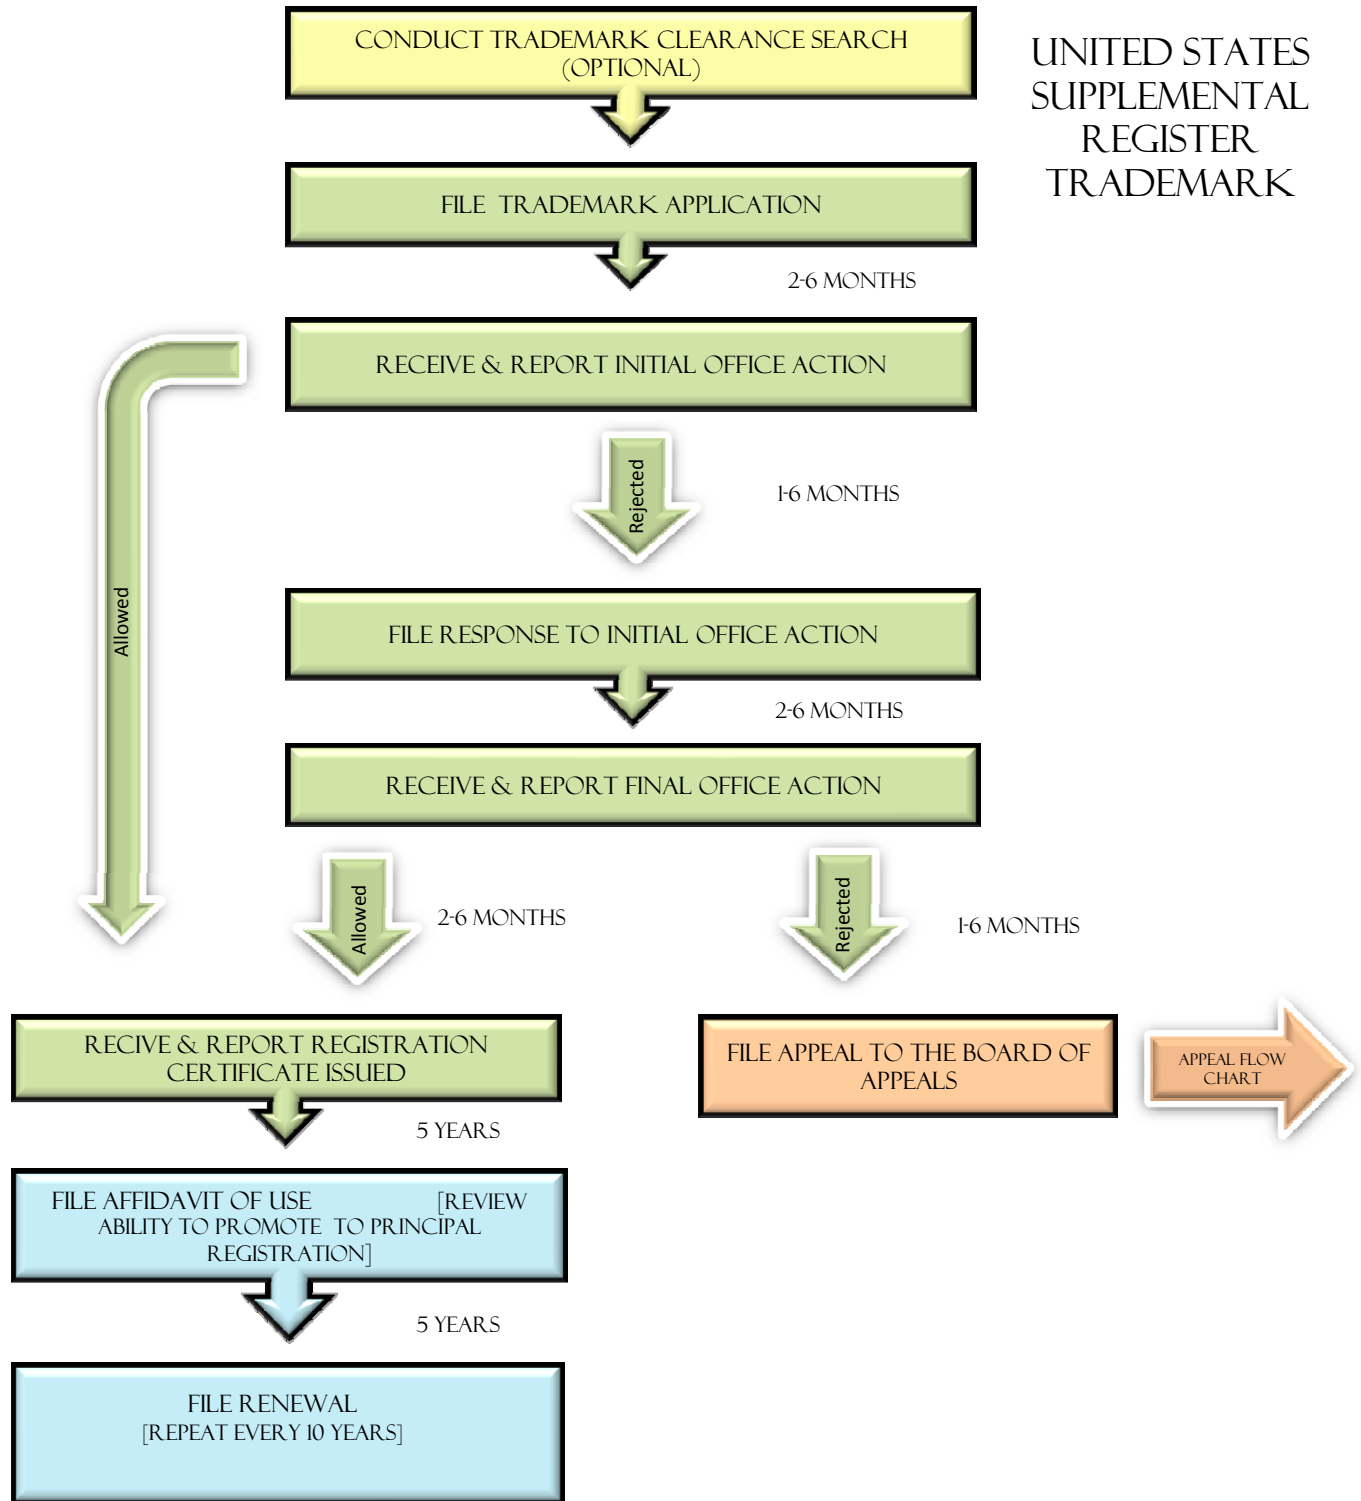 CONDUCT TRADEMARK CLEARANCE SEARCH
(OPTIONAL)
UNITED STATES
SUPPLEMENTAL
REGISTER
TRADEMARK
FILE TRADEMARK APPLICATION
2-6 MONTHS
RECEIVE & REPORT INITIAL OFFICE ACTION
Rejected
1-6 MONTHS
Allowed
FILE RESPONSE TO INITIAL OFFICE ACTION
2-6 MONTHS
RECEIVE & REPORT FINAL OFFICE ACTION
Allowed
2-6 MONTHS
Rejected
1-6 MONTHS
RECIVE & REPORT REGISTRATION
CERTIFICATE ISSUED
FILE APPEAL TO THE BOARD OF
APPEALS
APPEAL FLOW
CHART
5 YEARS
FILE AFFIDAVIT OF USE [REVIEW
ABILITY TO PROMOTE TO PRINCIPAL
REGISTRATION]
5 YEARS
FILE RENEWAL
[REPEAT EVERY 10 YEARS]